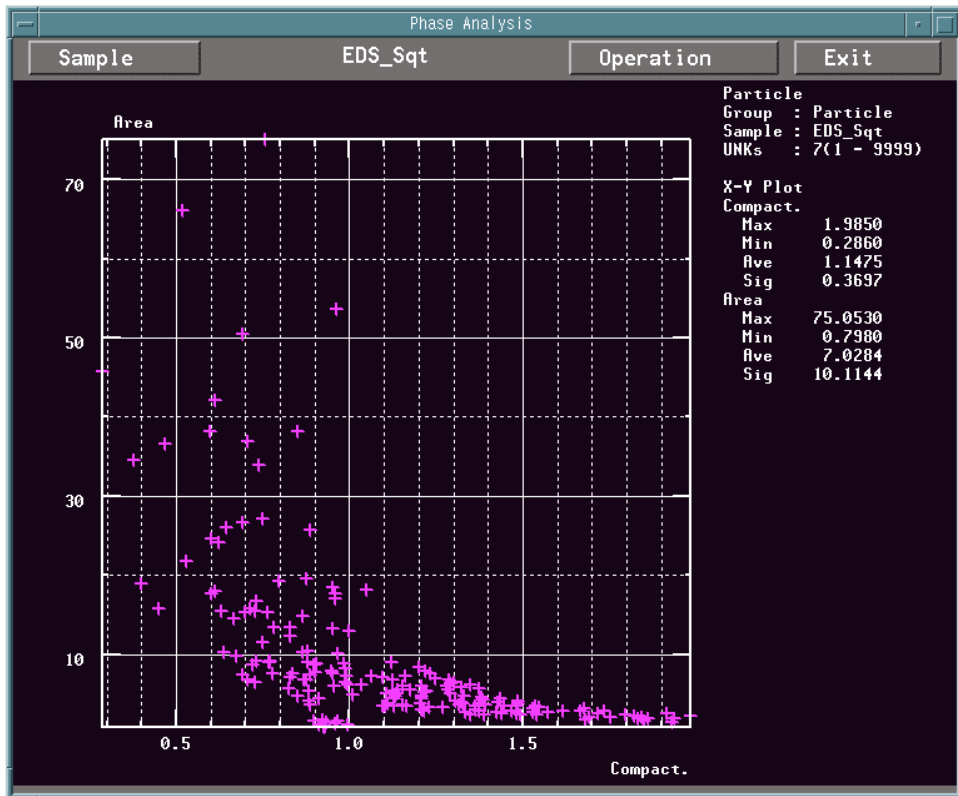 Phase Analysis
Sample EDS_Sqt Operation Exit
Particle
Group : Particle
Sample : EDS_Sqt
UNKs : 7(1 - 9999)
X-Y Plot
Compact.
Max 1.9850
Min 0.2860
Ave 1.1475
Sig 0.3697
Area
Max 75.0530
Min 0.7980
Ave 7.0284
Sig 10.1144
Area
70
50
30
10
0.5 1.0 1.5
Compact.